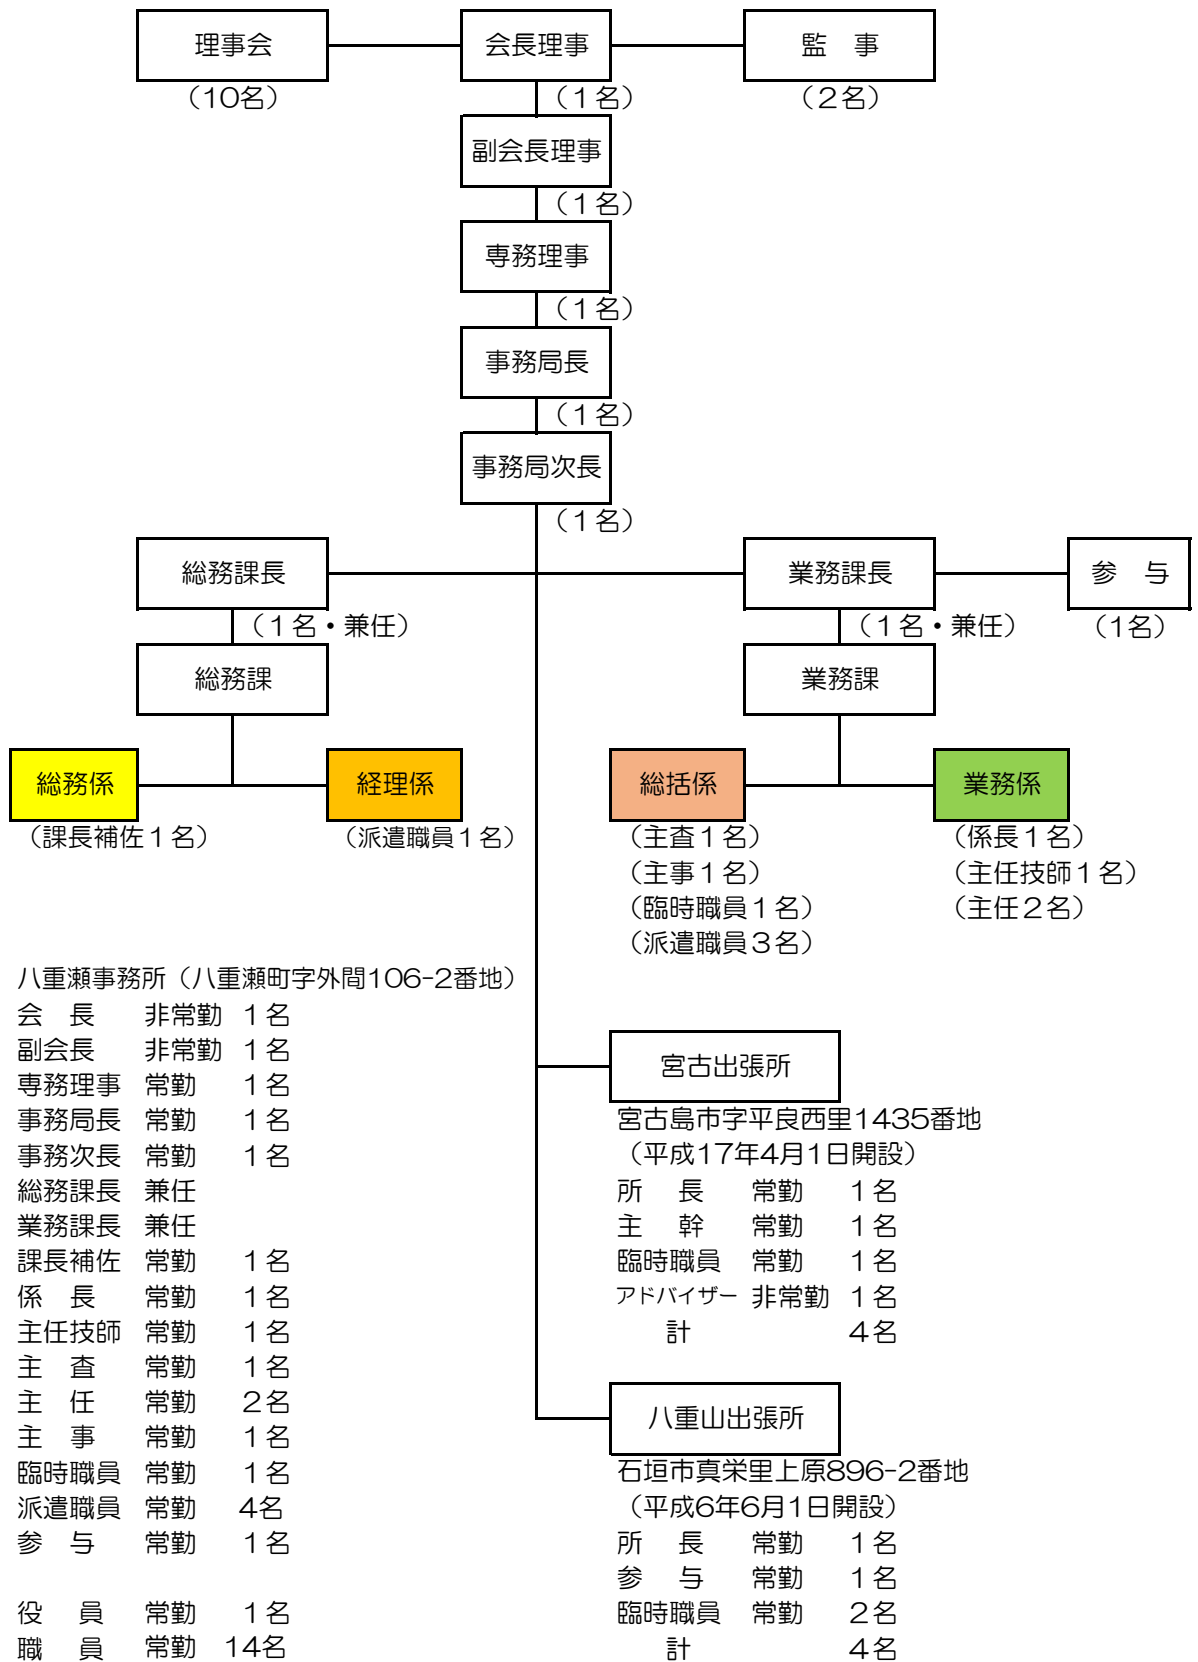 理事会
会長理事
監　事
（10名）
（１名）
（２名）
副会長理事
（１名）
専務理事
（１名）
事務局長
（１名）
事務局次長
（１名）
総務課長
業務課長
参　与
（１名・兼任）
（１名・兼任）
（1名）
総務課
業務課
総務係
経理係
総括係
業務係
（課長補佐１名）
（派遣職員１名）
（主査１名）
（主事１名）
（臨時職員１名）
（派遣職員３名）
（係長１名）
（主任技師１名）
（主任２名）
八重瀬事務所（八重瀬町字外間106-2番地）
会　長　非常勤　１名
副会長　非常勤　１名
専務理事　常勤　１名
事務局長　常勤　１名
事務次長　常勤　１名
総務課長　兼任
業務課長　兼任
課長補佐　常勤　１名
係　長　常勤　１名
主任技師　常勤　１名
主　査　常勤　１名
主　任　常勤　２名
主　事　常勤　１名
臨時職員　常勤　１名
派遣職員　常勤　4名
参　与　常勤　１名
役　員　常勤　１名
職　員　常勤　14名
宮古出張所
宮古島市字平良西里1435番地
（平成17年4月1日開設）
所　長　常勤　１名
主　幹　常勤　１名
臨時職員　常勤　１名
アドバイザー　非常勤　１名
計　４名
八重山出張所
石垣市真栄里上原896-2番地
（平成6年6月1日開設）
所　長　常勤　１名
参　与　常勤　１名
臨時職員　常勤　２名
計　４名